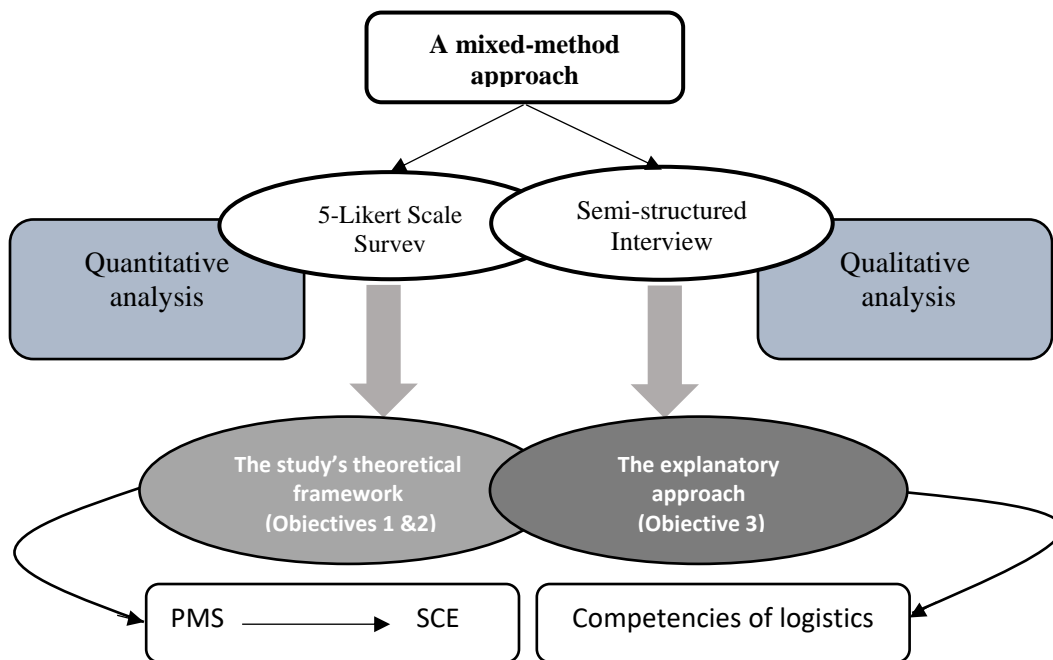 A mixed-method
approach
5-Likert Scale
Survey
Semi-structured
Interview
Quantitative
analysis
Qualitative
analysis
The study's theoretical
framework
(Objectives 1 &2)
The explanatory
approach
(Objective 3)
PMS
SCE
Competencies of logistics